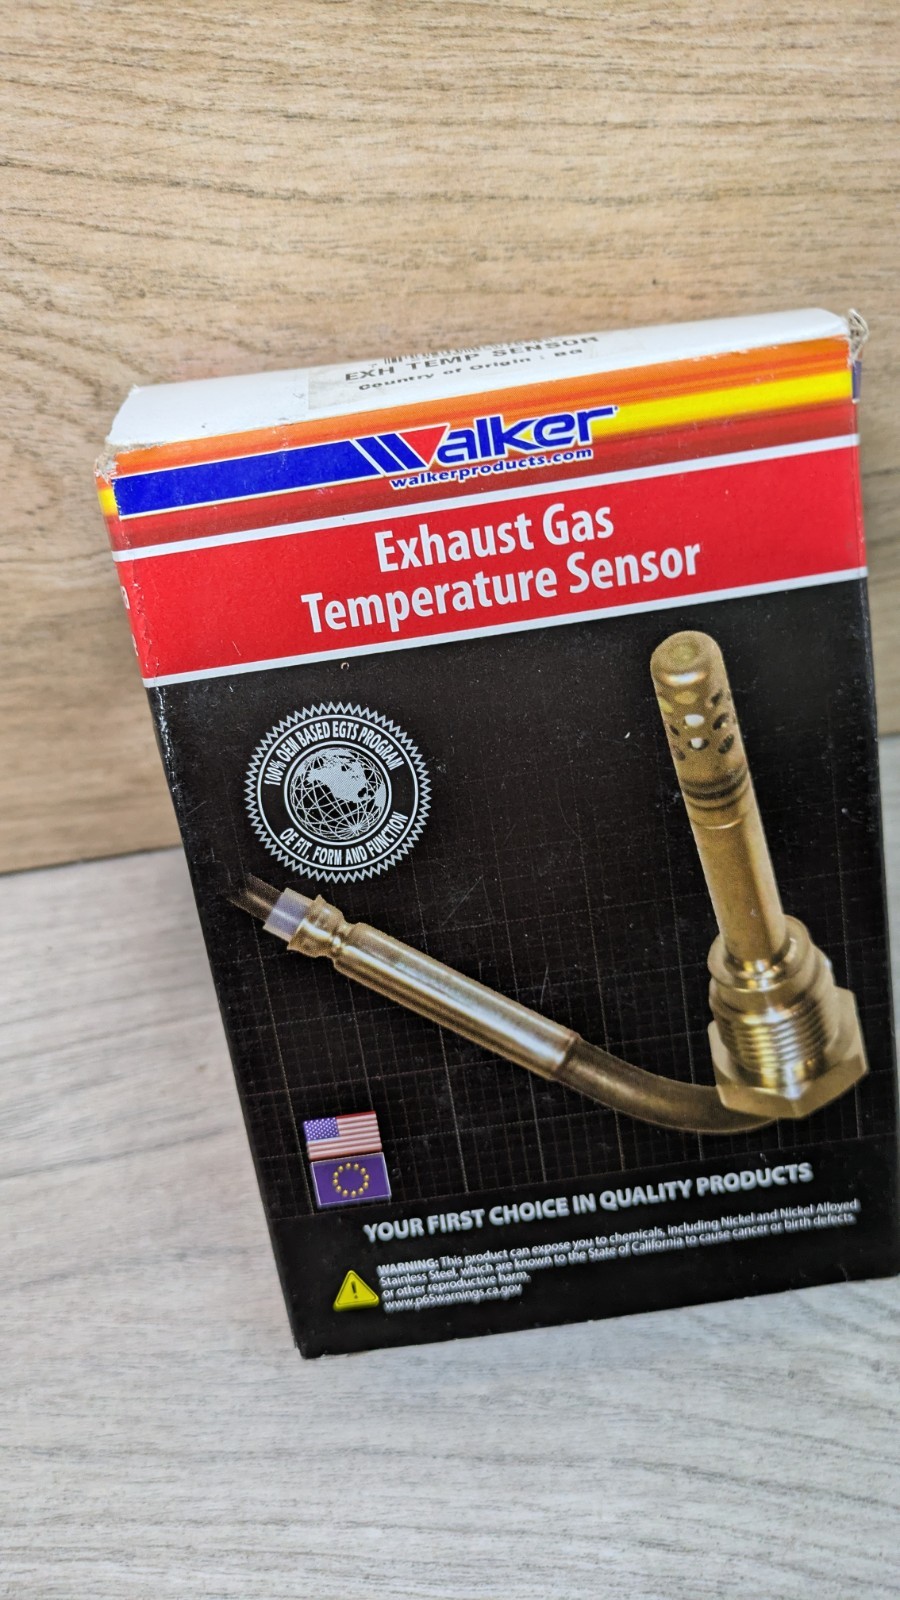 EXH TEMP SENSOR
Country of Origin : BG
Walker
walkerproducts.com
Exhaust Gas
Temperature Sensor
100% OEM BASED EGTS PROGRAM
OE FIT, FORM AND FUNCTION
YOUR FIRST CHOICE IN QUALITY PRODUCTS
WARNING: This product can expose you to chemicals, including Nickel and Nickel Alloyed
Stainless Steel, which are known to the State of California to cause cancer or birth defects
or other reproductive harm.
www.p65warnings.ca.gov